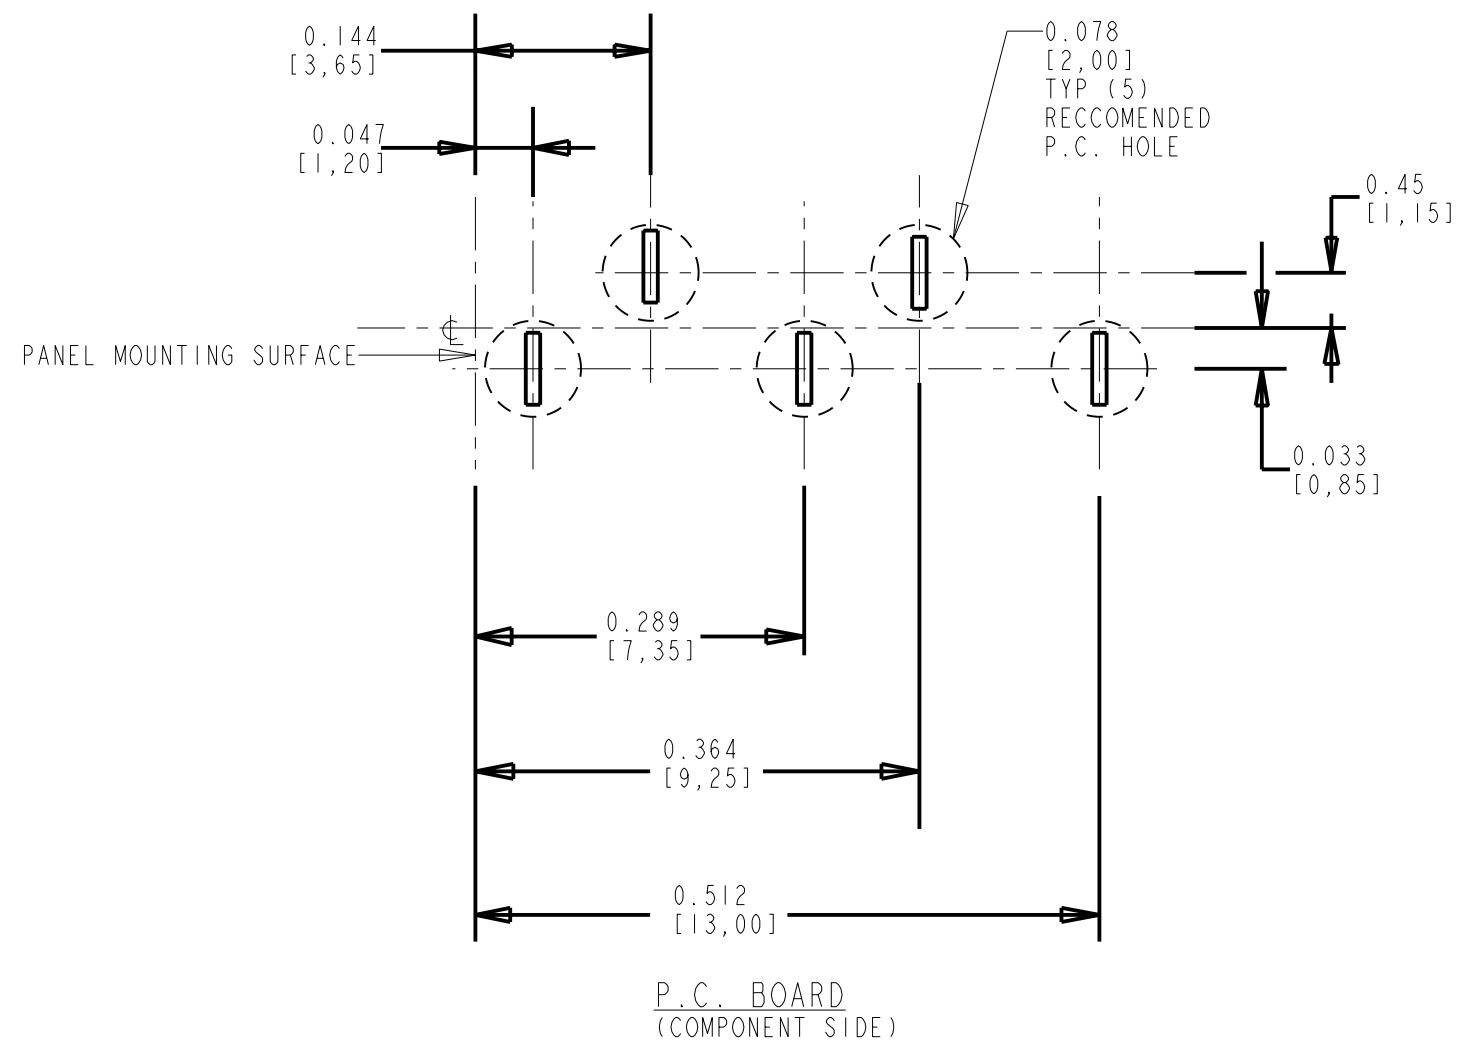 0.144
[3,65]
0.047
[1,20]
0.078
[2,00]
TYP (5)
RECCOMENDED
P.C. HOLE
0.45
[1,15]
℄
PANEL MOUNTING SURFACE
0.033
[0,85]
0.289
[7,35]
0.364
[9,25]
0.512
[13,00]
P.C. BOARD
(COMPONENT SIDE)